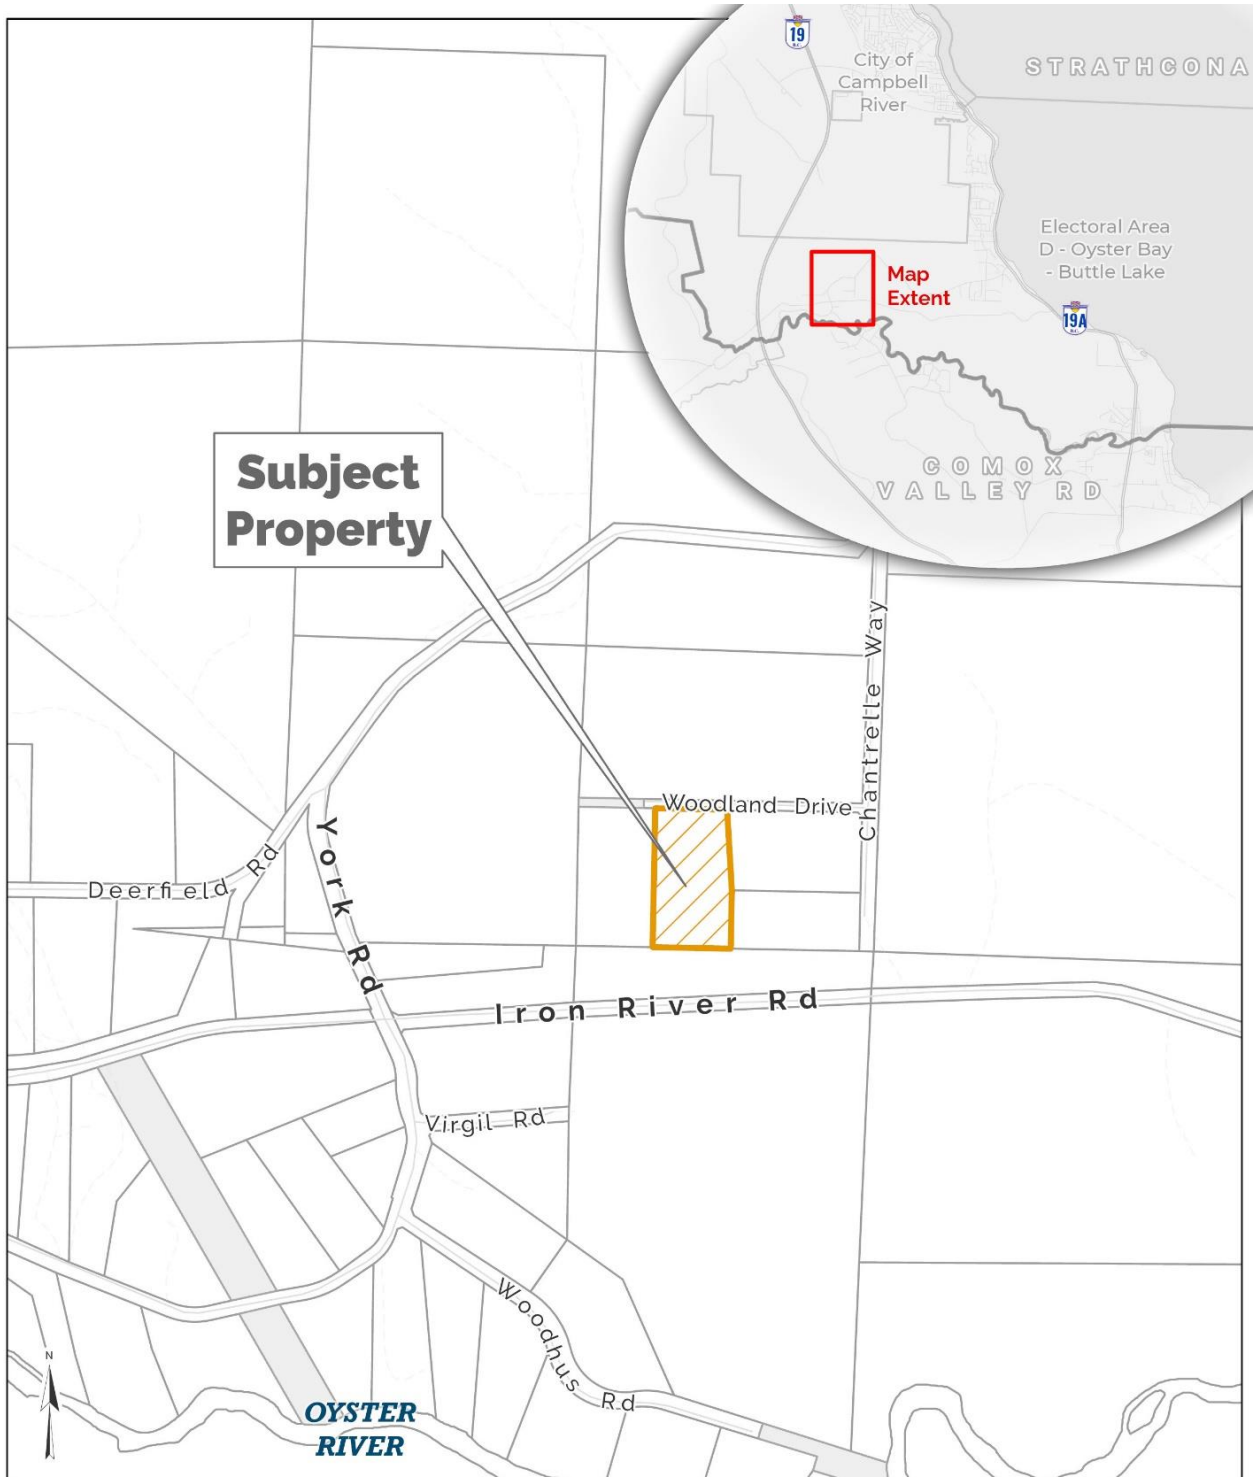 19
B.C.
City of
Campbell
River
STRATHCONA
Electoral Area
D - Oyster Bay
- Buttle Lake
Map
Extent
19A
B.C.
COMOX
VALLEY RD
Subject
Property
Chantrelle Way
Woodland Drive
York Rd
Deerfield Rd
Iron River Rd
Virgil Rd
Woodhus Rd
N
OYSTER
RIVER